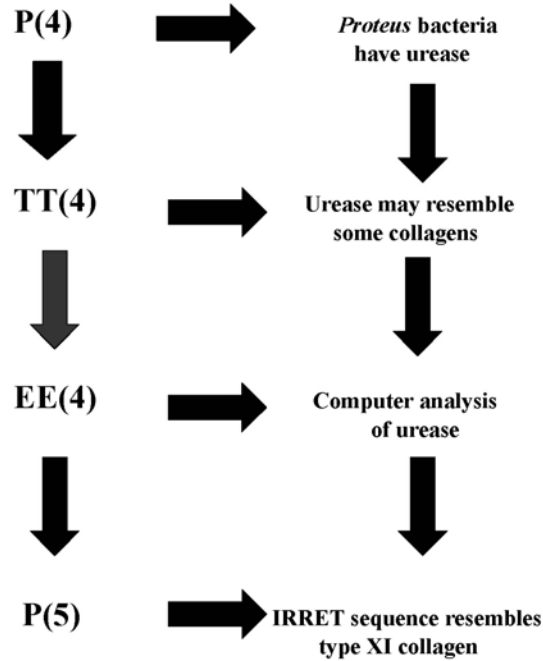 P(4)
Proteus bacteria
have urease
TT(4)
Urease may resemble
some collagens
EE(4)
Computer analysis
of urease
P(5)
IRRET sequence resembles
type XI collagen